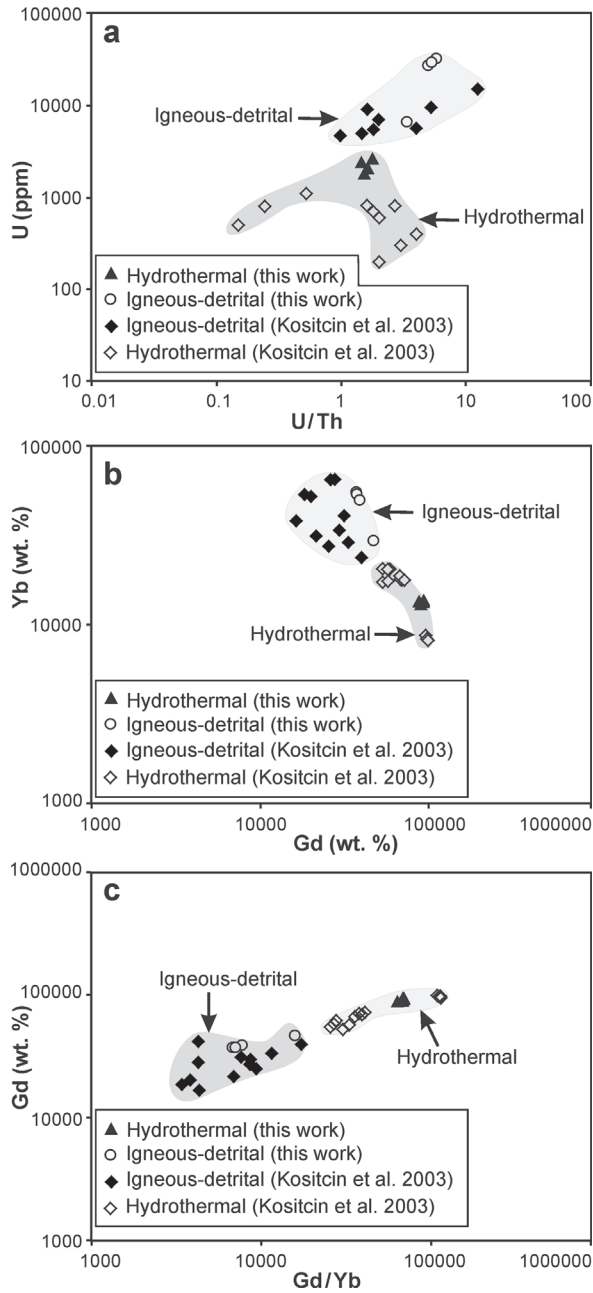 100000
a
10000
Igneous-detrital
U (ppm)
1000
Hydrothermal
100
Hydrothermal (this work)
Igneous-detrital (this work)
Igneous-detrital (Kositcin et al. 2003)
Hydrothermal (Kositcin et al. 2003)
10
0.01 0.1 1 10 100
U/Th
100000
b
Igneous-detrital
Yb (wt. %)
10000
Hydrothermal
Hydrothermal (this work)
Igneous-detrital (this work)
Igneous-detrital (Kositcin et al. 2003)
Hydrothermal (Kositcin et al. 2003)
1000
1000 10000 100000 1000000
Gd (wt. %)
1000000
c
Igneous-detrital
100000
Gd (wt. %)
Hydrothermal
10000
Hydrothermal (this work)
Igneous-detrital (this work)
Igneous-detrital (Kositcin et al. 2003)
Hydrothermal (Kositcin et al. 2003)
1000
1000 10000 100000 1000000
Gd/Yb